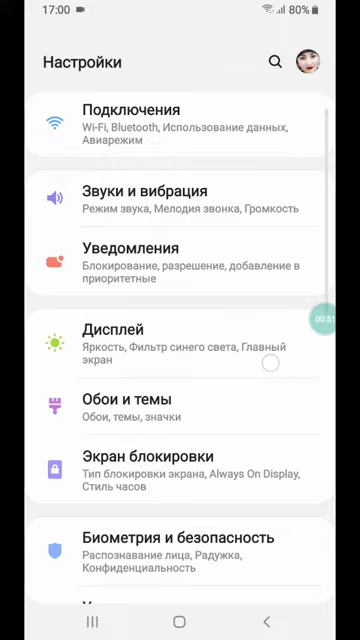 17:00
80%
Настройки
Подключения
Wi-Fi, Bluetooth, Использование данных,
Авиарежим
Звуки и вибрация
Режим звука, Мелодия звонка, Громкость
Уведомления
Блокирование, разрешение, добавление в
приоритетные
00:51
Дисплей
Яркость, Фильтр синего света, Главный
экран
Обои и темы
Обои, темы, значки
Экран блокировки
Тип блокировки экрана, Always On Display,
Стиль часов
Биометрия и безопасность
Распознавание лица, Радужка,
Конфиденциальность